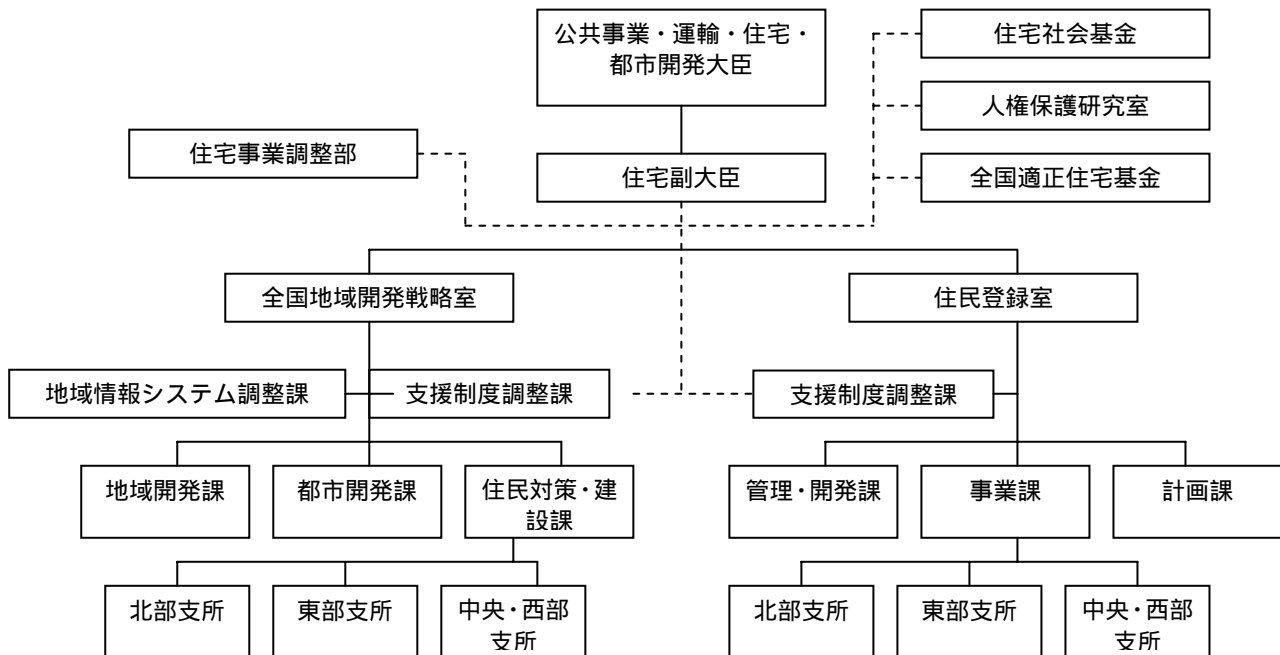 公共事業・運輸・住宅・
都市開発大臣
住宅社会基金
人権保護研究室
住宅事業調整部
住宅副大臣
全国適正住宅基金
全国地域開発戦略室
住民登録室
地域情報システム調整課
支援制度調整課
支援制度調整課
地域開発課
都市開発課
住民対策・建
設課
管理・開発課
事業課
計画課
北部支所
東部支所
中央・西部
支所
北部支所
東部支所
中央・西部
支所